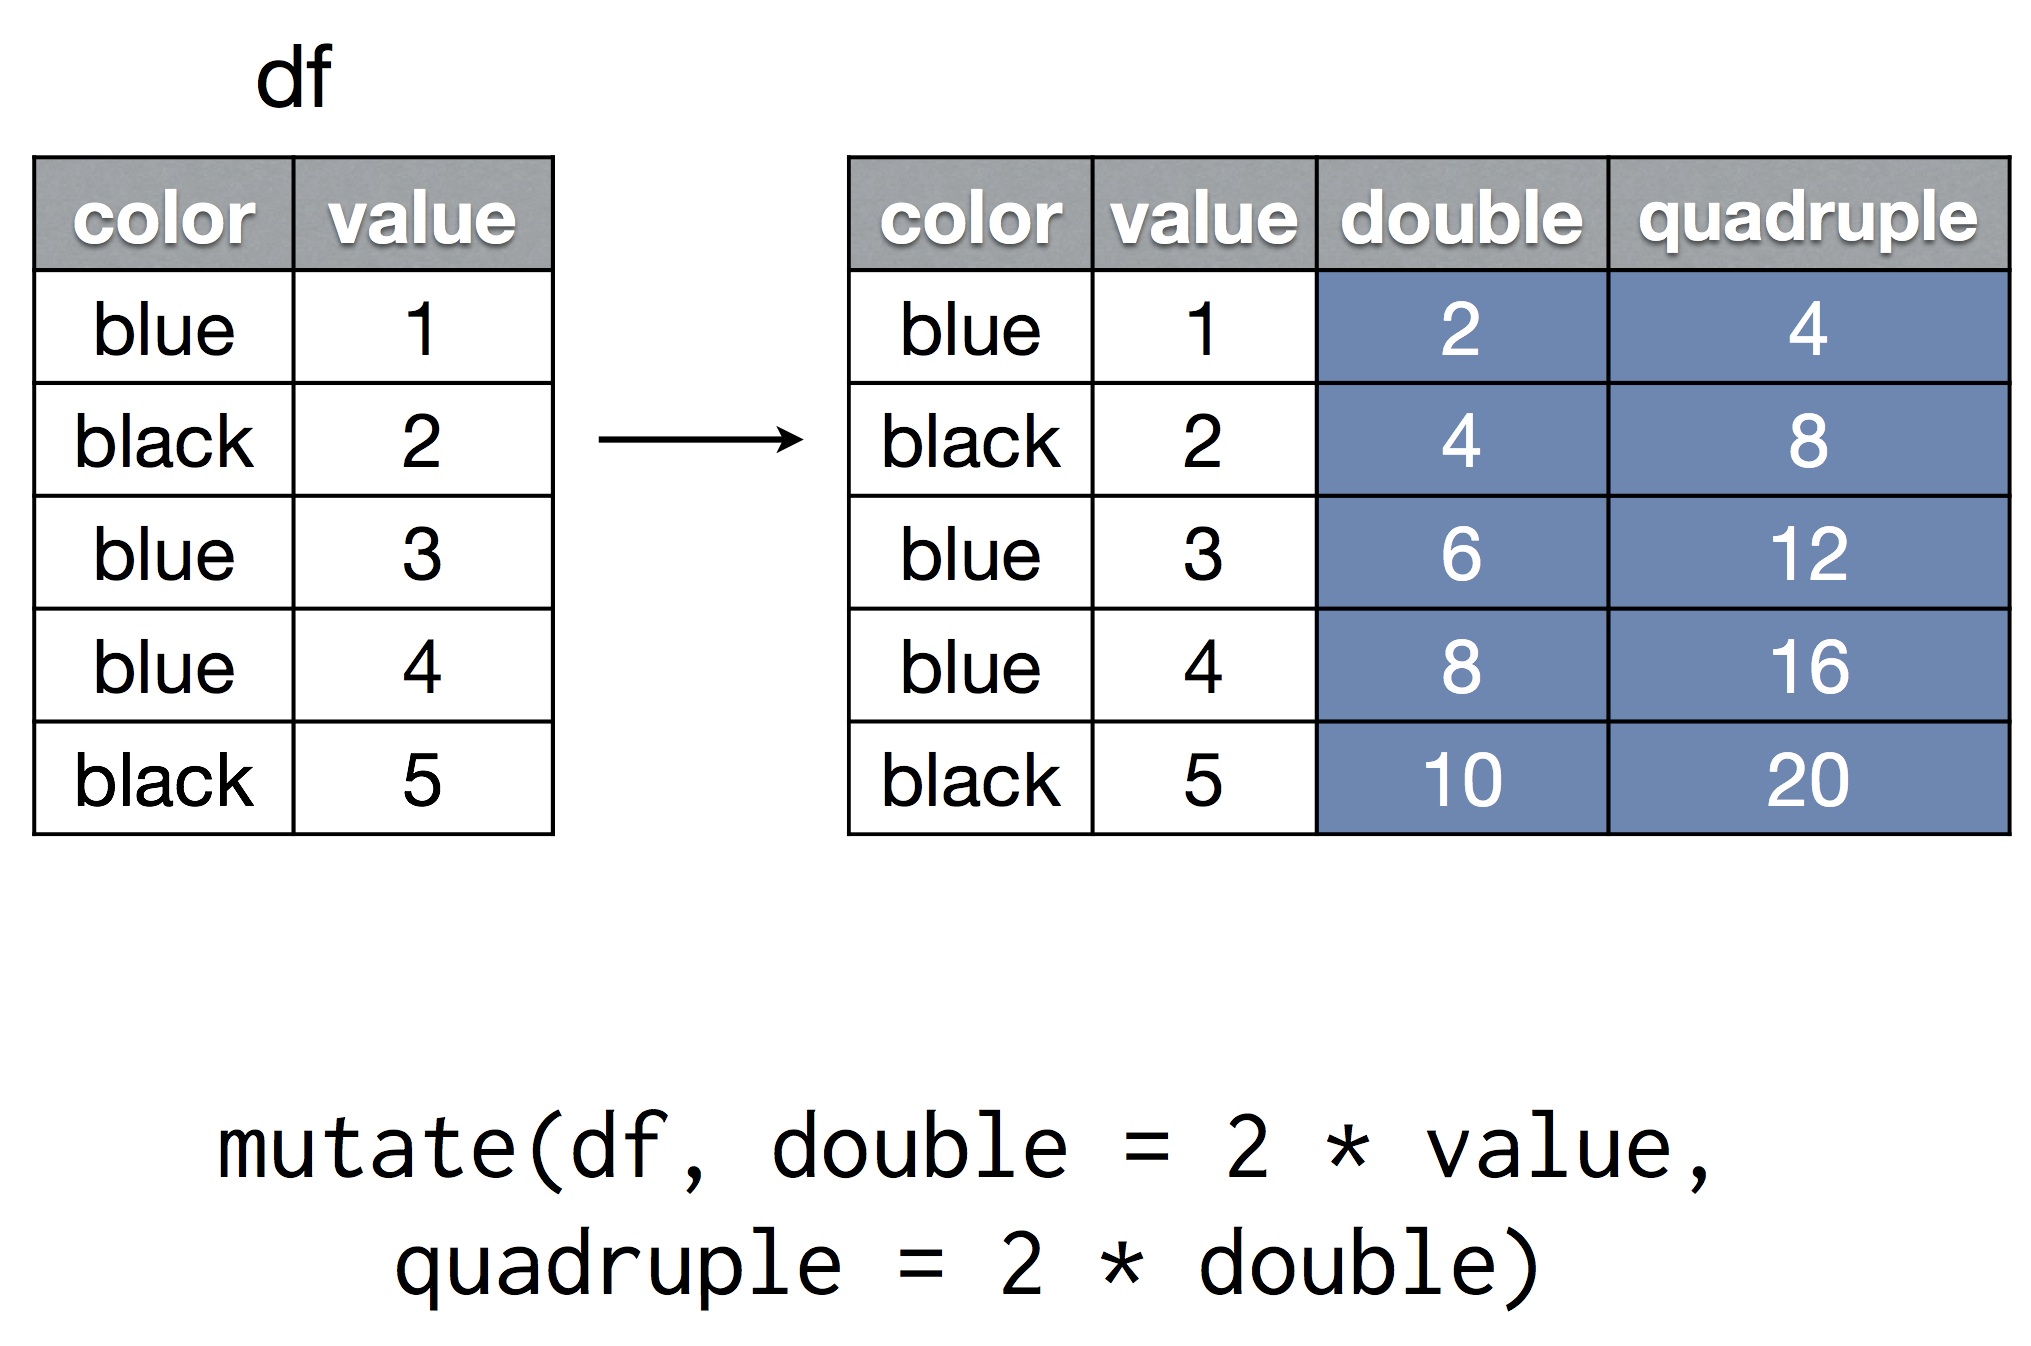 df
color value
blue 1
black 2
blue 3
blue 4
black 5
color value double quadruple
blue 1 2 4
black 2 4 8
blue 3 6 12
blue 4 8 16
black 5 10 20
mutate(df, double = 2 * value,
quadruple = 2 * double)